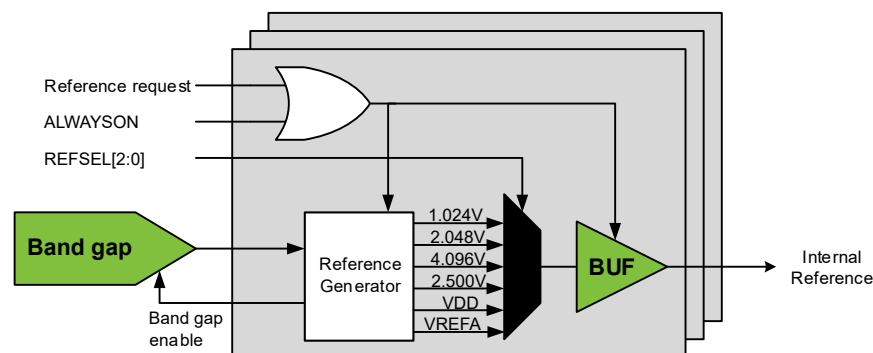 Reference request
ALWAYSON
REFSEL[2:0]
Band gap
Band gap
enable
Reference
Generator
1.024V
2.048V
4.096V
2.500V
VDD
VREFA
BUF
Internal
Reference